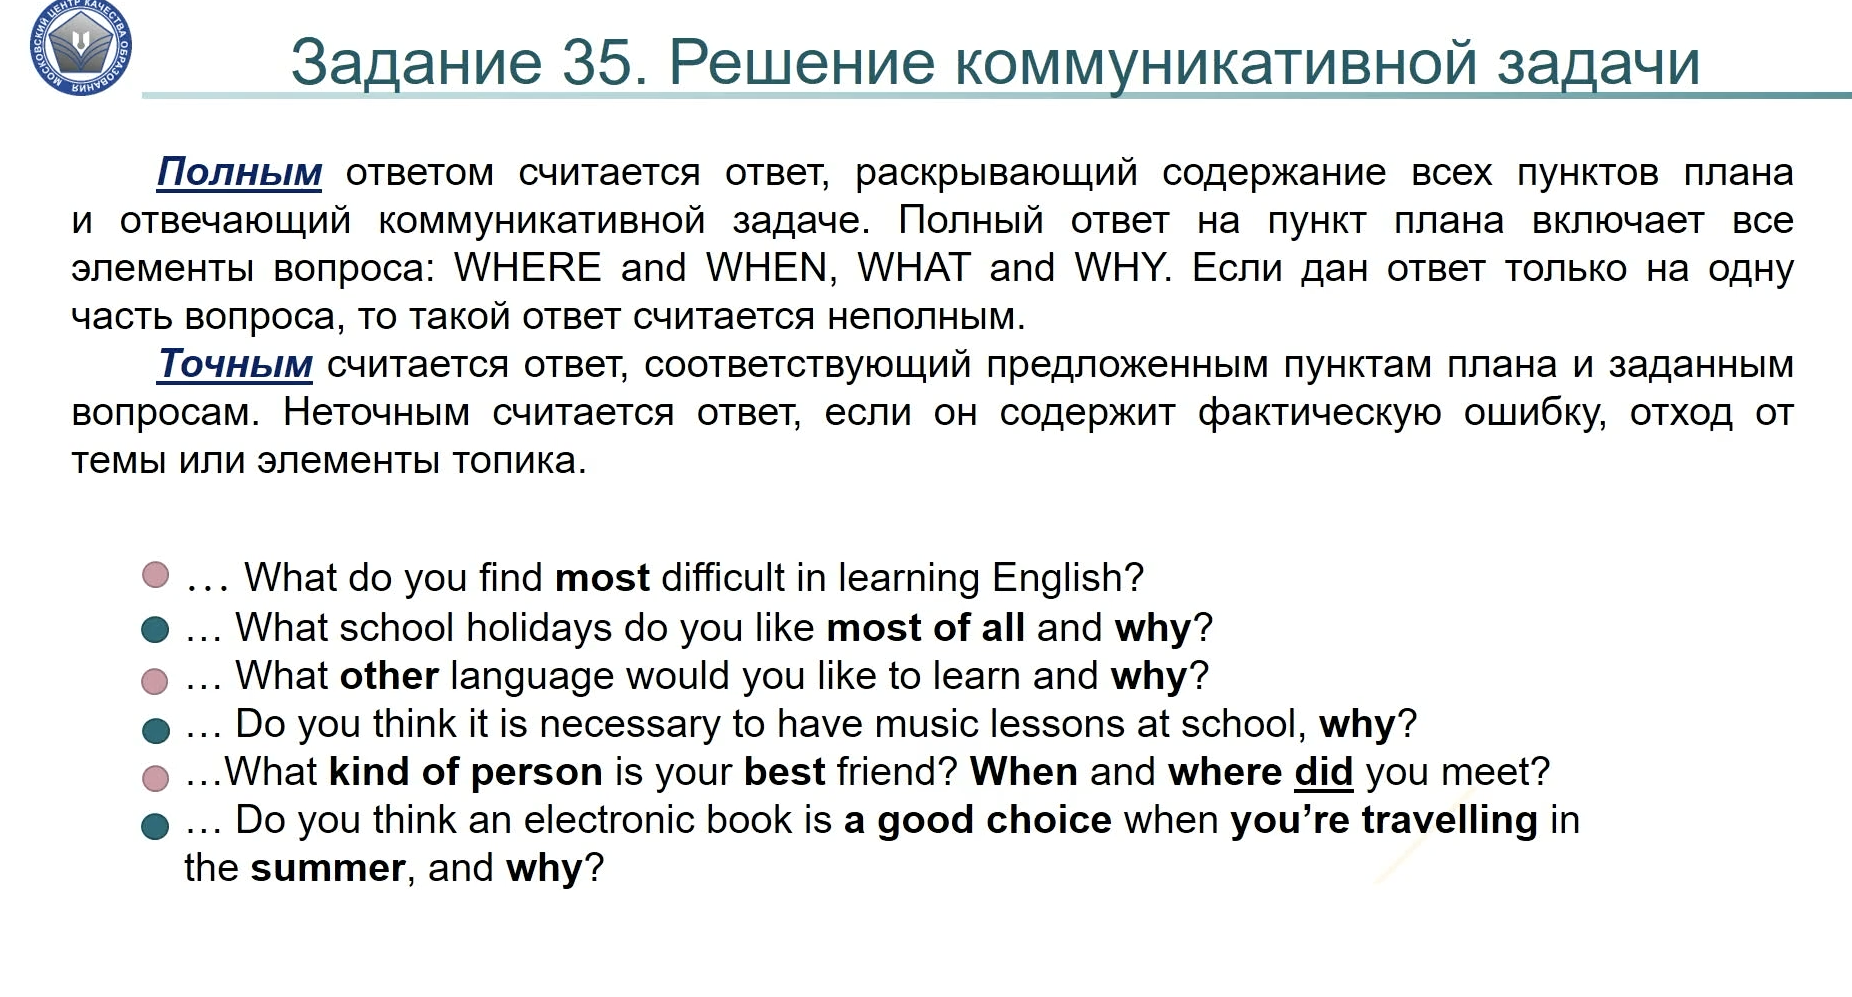 МОСКОВСКИЙ ЦЕНТР КАЧЕСТВА ОБРАЗОВАНИЯ
Задание 35. Решение коммуникативной задачи
Полным ответом считается ответ, раскрывающий содержание всех пунктов плана
и отвечающий коммуникативной задаче. Полный ответ на пункт плана включает все
элементы вопроса: WHERE and WHEN, WHAT and WHY. Если дан ответ только на одну
часть вопроса, то такой ответ считается неполным.
Точным считается ответ, соответствующий предложенным пунктам плана и заданным
вопросам. Неточным считается ответ, если он содержит фактическую ошибку, отход от
темы или элементы топика.
… What do you find most difficult in learning English?
… What school holidays do you like most of all and why?
… What other language would you like to learn and why?
… Do you think it is necessary to have music lessons at school, why?
…What kind of person is your best friend? When and where did you meet?
… Do you think an electronic book is a good choice when you’re travelling in
the summer, and why?